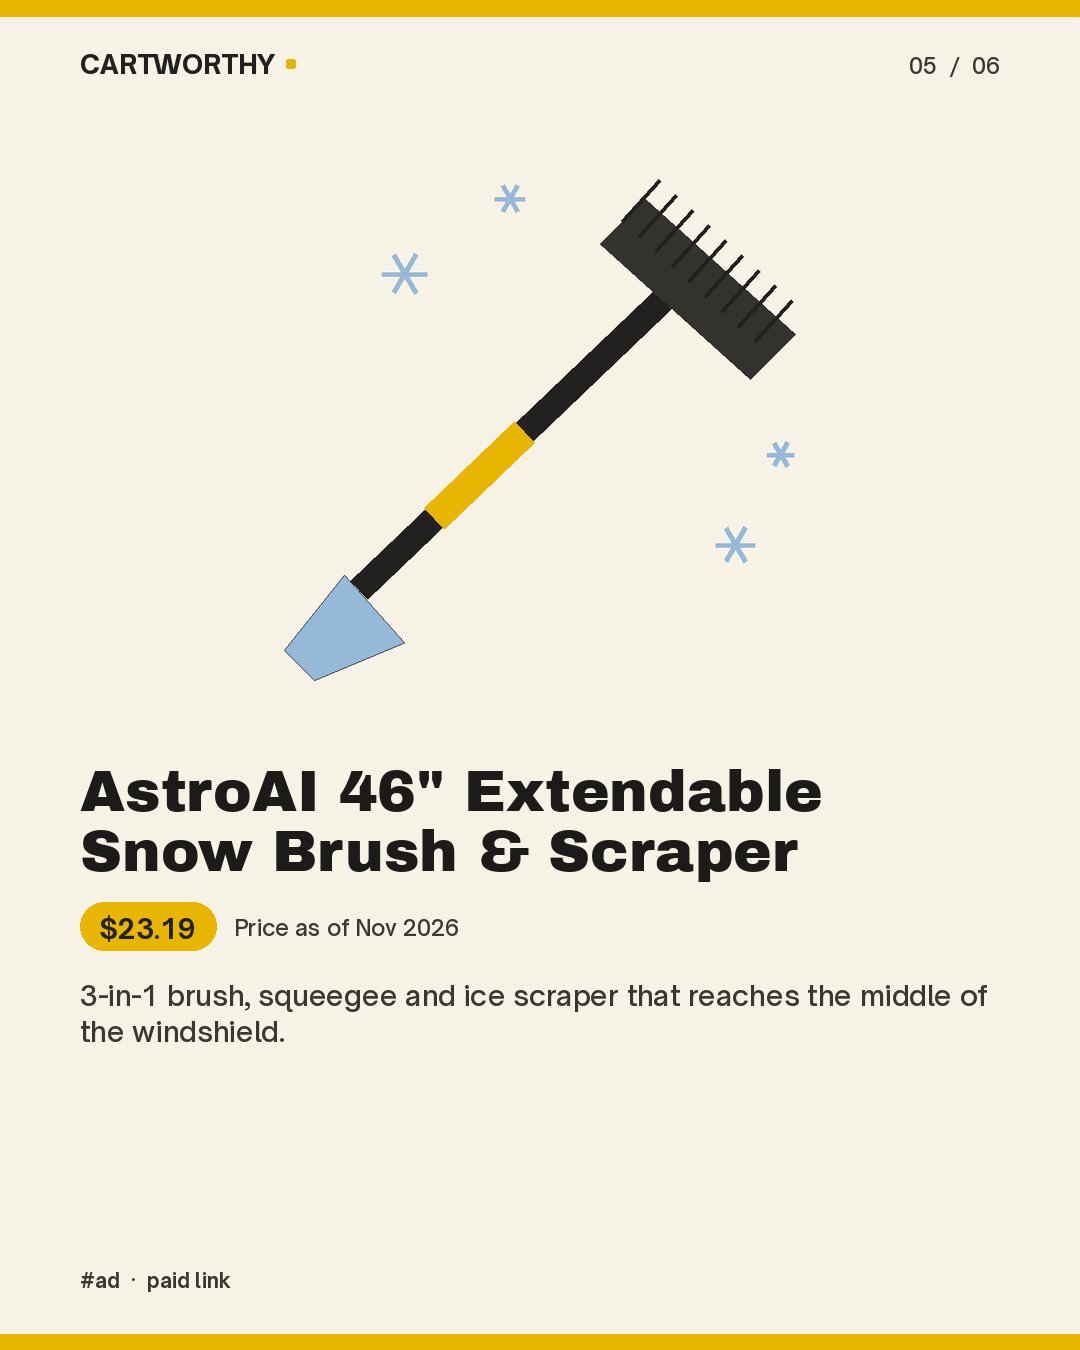 CARTWORTHY
05 / 06
AstroAI 46" Extendable
Snow Brush & Scraper
$23.19 Price as of Nov 2026
3-in-1 brush, squeegee and ice scraper that reaches the middle of
the windshield.
#ad · paid link